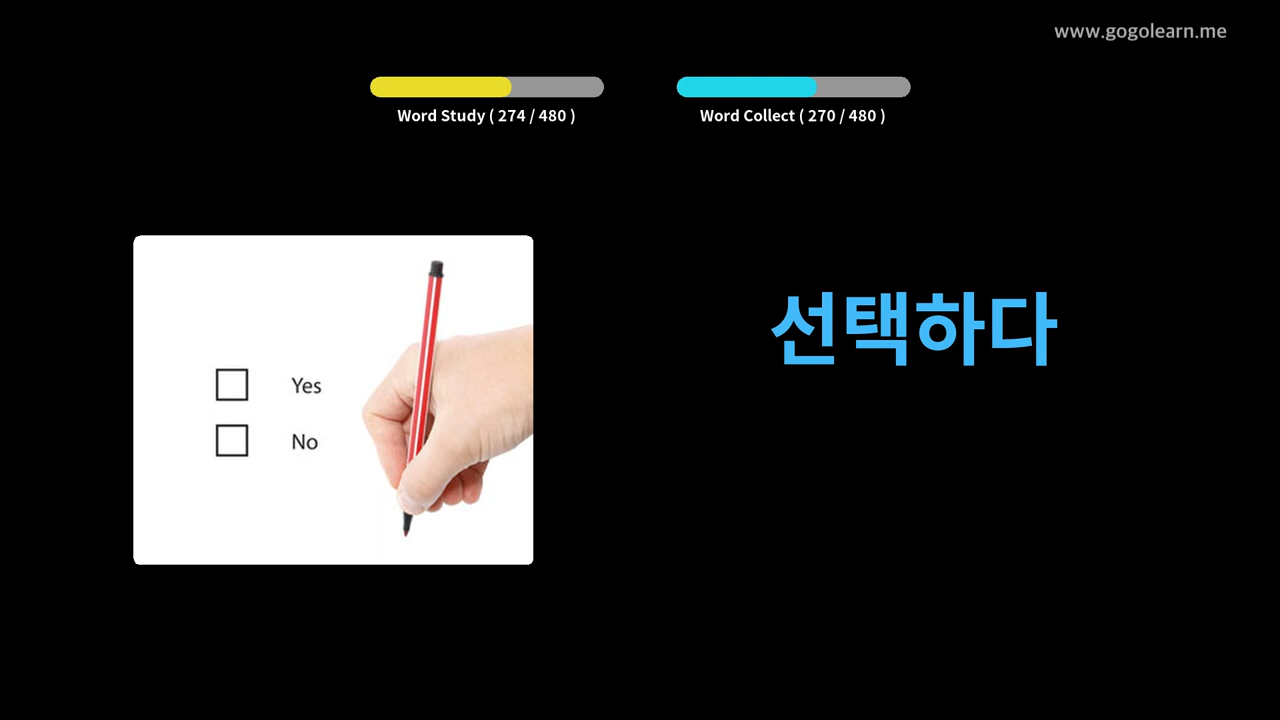 www.gogolearn.me
Word Study ( 274 / 480 )
Word Collect ( 270 / 480 )
선택하다
Yes
No